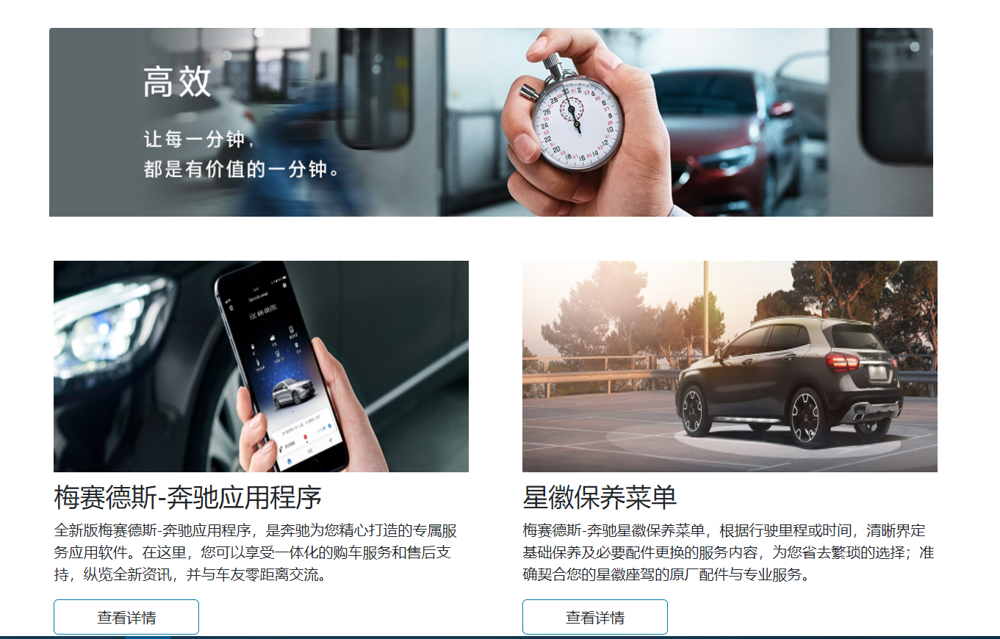 高效
让每一分钟，
都是有价值的一分钟。
梅赛德斯-奔驰应用程序
全新版梅赛德斯-奔驰应用程序，是奔驰为您精心打造的专属服
务应用软件。在这里，您可以享受一体化的购车服务和售后支
持，纵览全新资讯，并与车友零距离交流。
查看详情
星徽保养菜单
梅赛德斯-奔驰星徽保养菜单，根据行驶里程或时间，清晰界定
基础保养及必要配件更换的服务内容，为您省去繁琐的选择；准
确契合您的星徽座驾的原厂配件与专业服务。
查看详情